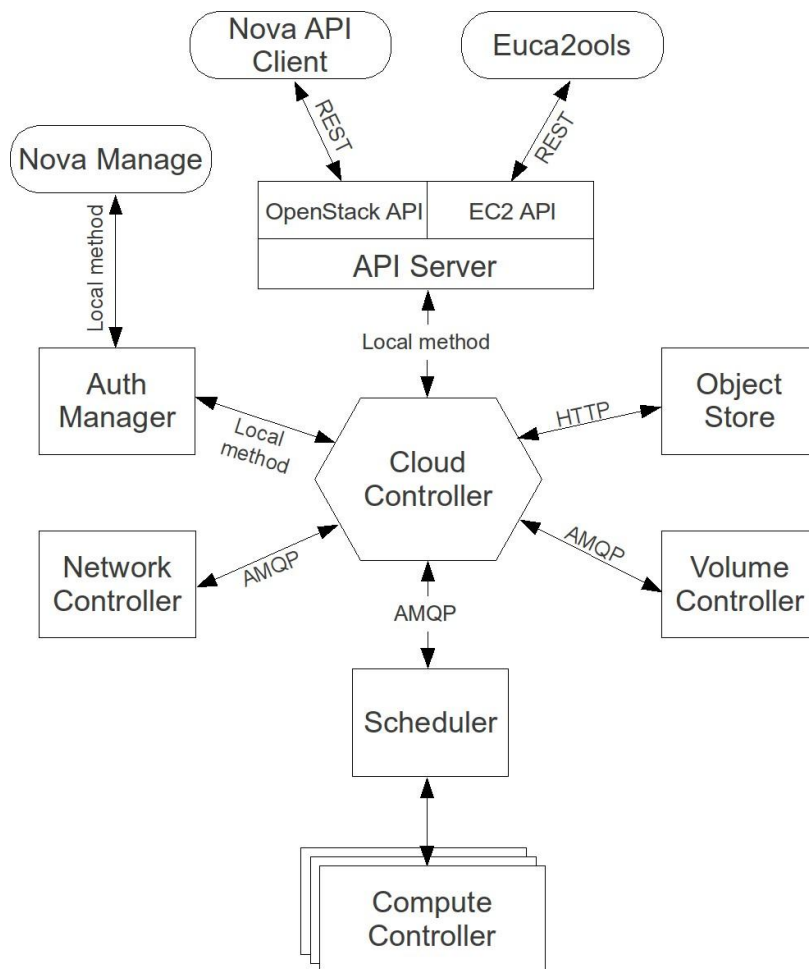 Nova API
Client
Euca2ools
REST
REST
Nova Manage
OpenStack API
EC2 API
API Server
Local method
Local method
Auth
Manager
Object
Store
HTTP
Local
method
Cloud
Controller
Network
Controller
AMQP
AMQP
Volume
Controller
AMQP
Scheduler
Compute
Controller